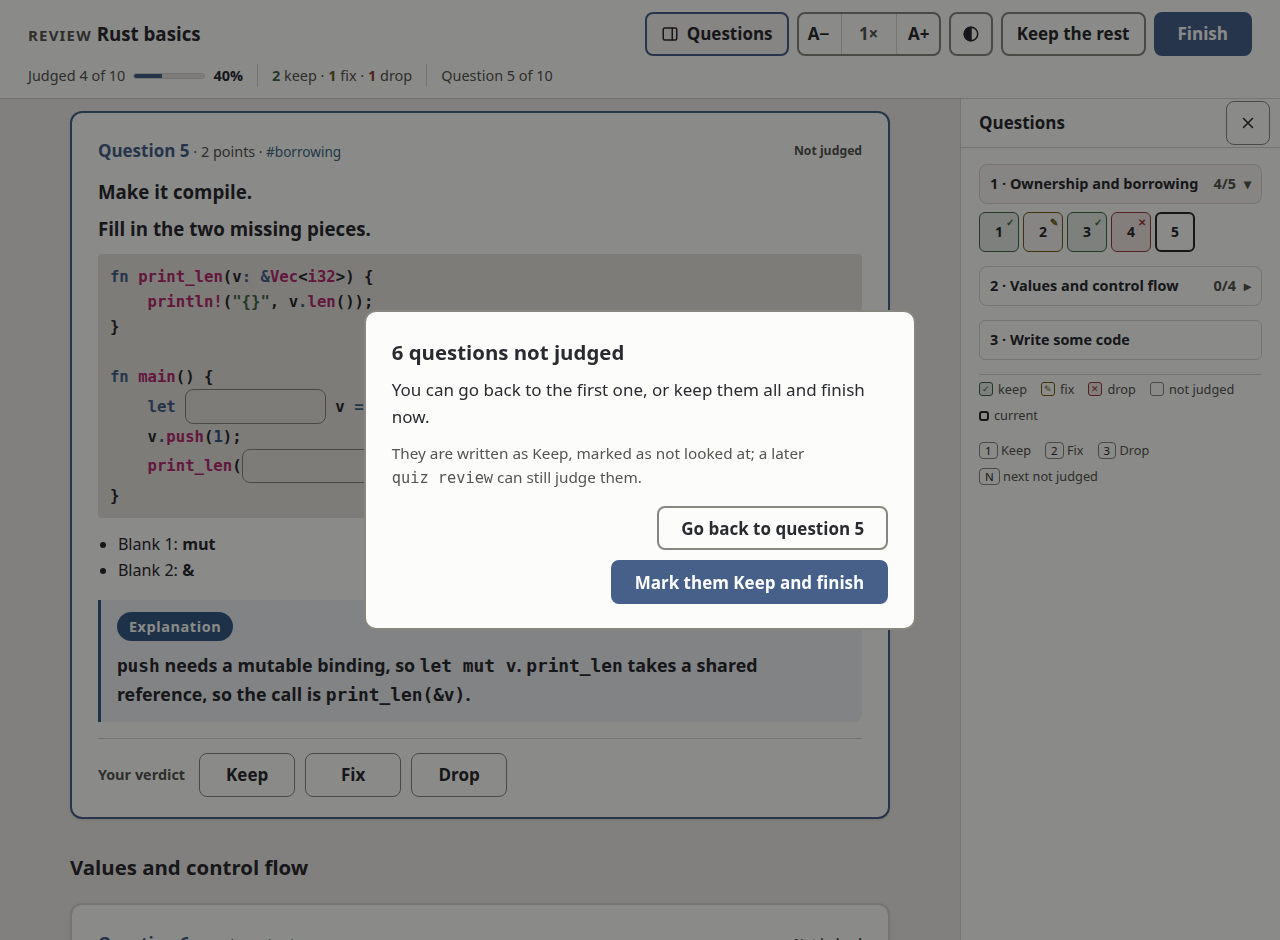 REVIEW Rust basics
Questions
A− 1× A+
Keep the rest
Finish
Judged 4 of 10 40% 2 keep · 1 fix · 1 drop Question 5 of 10
Question 5 · 2 points · #borrowing
Not judged
Make it compile.
Fill in the two missing pieces.
fn print_len(v: &Vec<i32>) {
println!("{}", v.len());
}
fn main() {
let v =
v.push(1);
print_len(
}
Blank 1: mut
Blank 2: &
Explanation
push needs a mutable binding, so let mut v. print_len takes a shared
reference, so the call is print_len(&v).
Your verdict Keep Fix Drop
Values and control flow
6 questions not judged
You can go back to the first one, or keep them all and finish
now.
They are written as Keep, marked as not looked at; a later
quiz review can still judge them.
Go back to question 5
Mark them Keep and finish
Questions
1 · Ownership and borrowing 4/5 ▾
1 ✓ 2 ✎ 3 ✓ 4 ✕ 5
2 · Values and control flow 0/4 ▸
3 · Write some code
✓ keep ✎ fix ✕ drop not judged
current
1 Keep 2 Fix 3 Drop
N next not judged